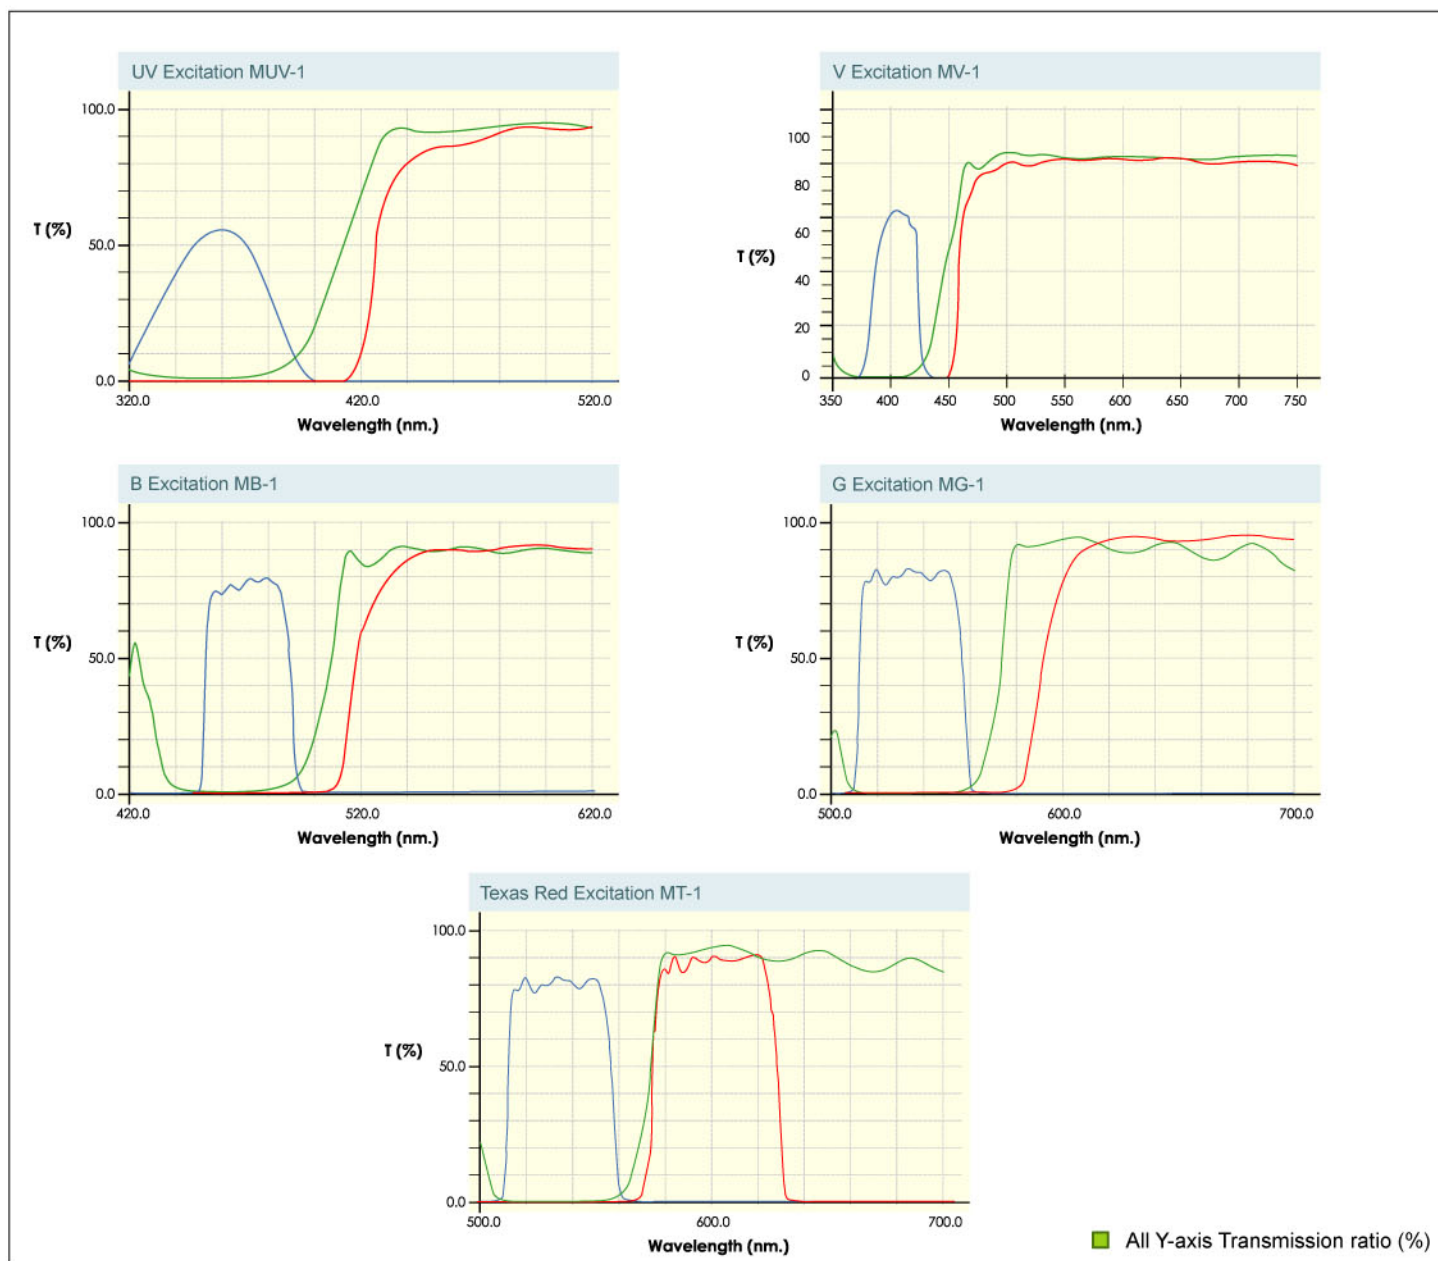 UV Excitation MUV-1
100.0
T (%)
50.0
0.0
320.0 420.0 520.0
Wavelength (nm.)
V Excitation MV-1
100
80
60
T (%)
40
20
0
350 400 450 500 550 600 650 700 750
Wavelength (nm.)
B Excitation MB-1
100.0
T (%)
50.0
0.0
420.0 520.0 620.0
Wavelength (nm.)
G Excitation MG-1
100.0
T (%)
50.0
0.0
500.0 600.0 700.0
Wavelength (nm.)
Texas Red Excitation MT-1
100.0
T (%)
50.0
0.0
500.0 600.0 700.0
Wavelength (nm.)
All Y-axis Transmission ratio (%)